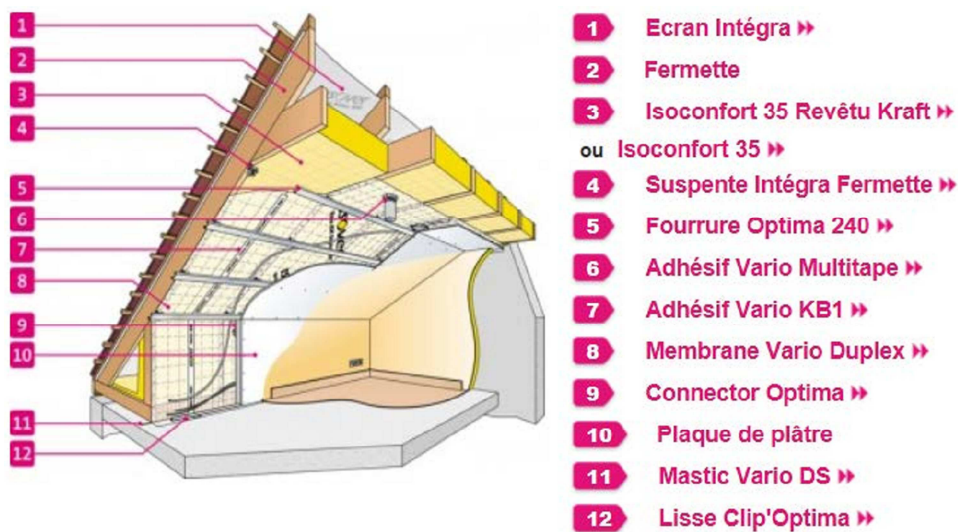 1
2
3
4
5
6
7
8
9
10
11
12
1 Ecran Intégra »
2 Fermette
3 Isoconfort 35 Revêtu Kraft »
ou Isoconfort 35 »
4 Suspente Intégra Fermette »
5 Fourrure Optima 240 »
6 Adhésif Vario Multitape »
7 Adhésif Vario KB1 »
8 Membrane Vario Duplex »
9 Connector Optima »
10 Plaque de plâtre
11 Mastic Vario DS »
12 Lisse Clip'Optima »